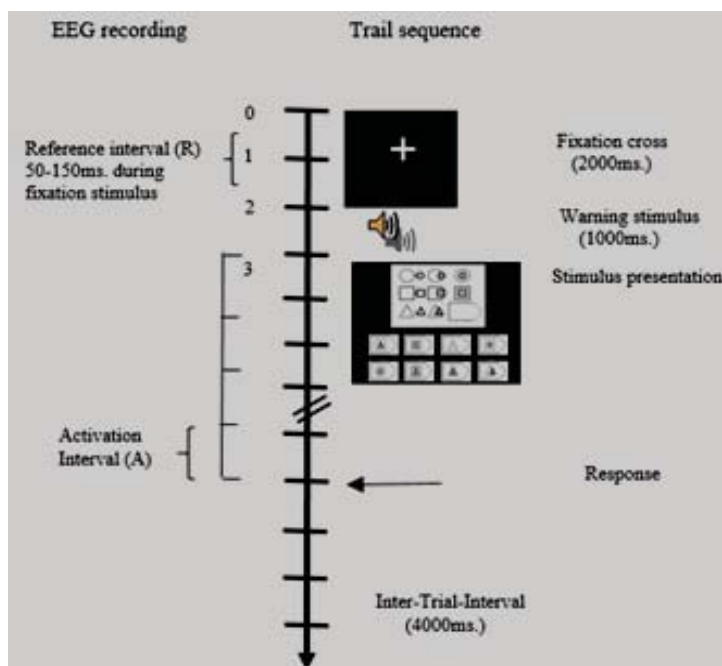 EEG recording
Trail sequence
0
Reference interval (R)
50-150ms. during
fixation stimulus
1
Fixation cross
(2000ms.)
2
Warning stimulus
(1000ms.)
3
Stimulus presentation
Activation
Interval (A)
Response
Inter-Trial-Interval
(4000ms.)